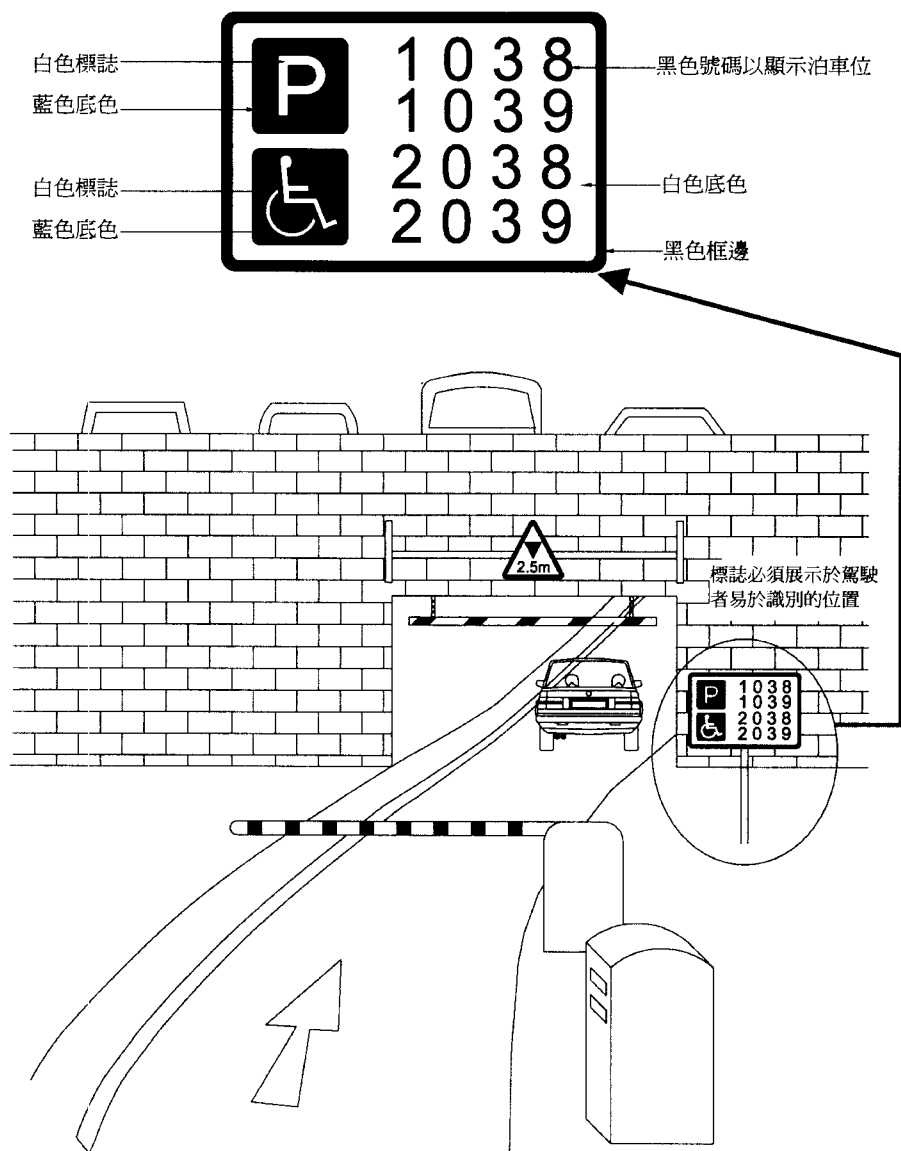 白色標誌
藍色底色
P
1038
1039
黑色號碼以顯示泊車位
白色標誌
藍色底色
2038
2039
白色底色
黑色框邊
2.5m
標誌必須展示於駕駛
者易於識別的位置
P
1038
1039
2038
2039